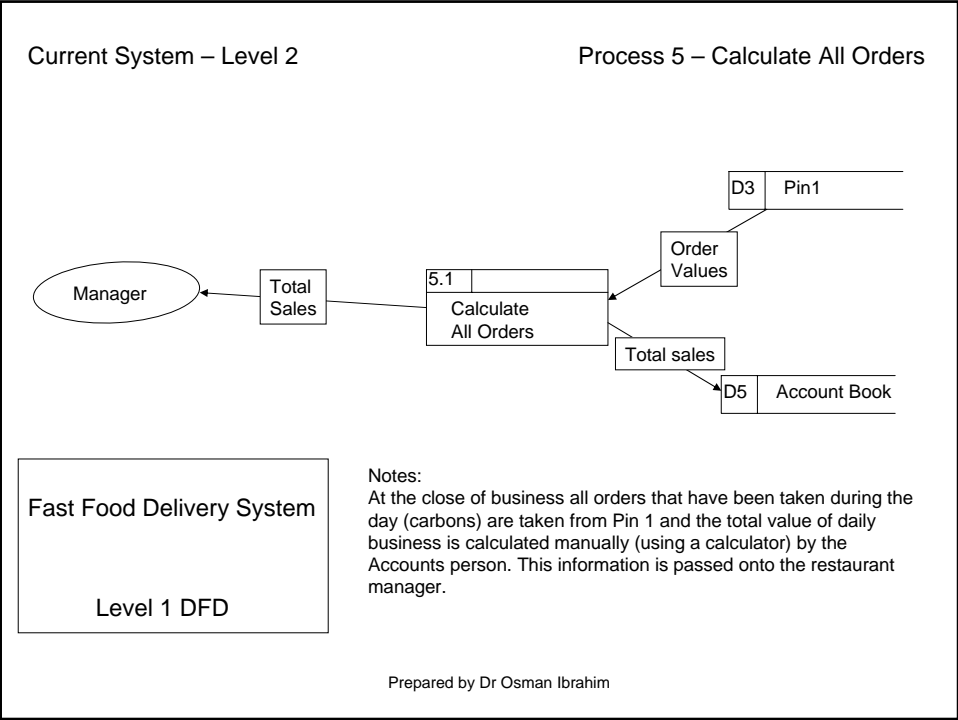 Current System – Level 2
Process 5 – Calculate All Orders
D3 Pin1
Order
Values
Manager
Total
Sales
5.1
Calculate
All Orders
Total sales
D5 Account Book
Fast Food Delivery System
Level 1 DFD
Notes:
At the close of business all orders that have been taken during the
day (carbons) are taken from Pin 1 and the total value of daily
business is calculated manually (using a calculator) by the
Accounts person. This information is passed onto the restaurant
manager.
Prepared by Dr Osman Ibrahim